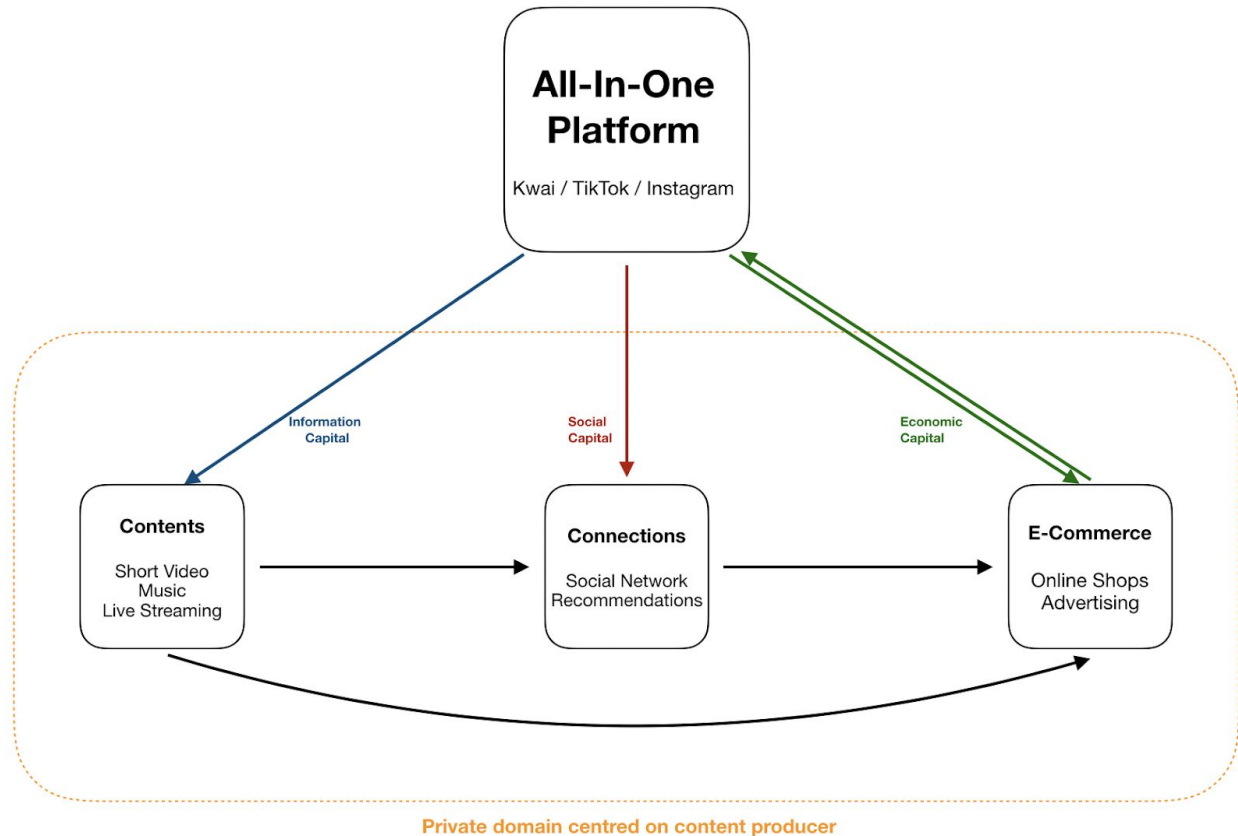 All-In-One
Platform
Kwai / TikTok / Instagram
Information
Capital
Social
Capital
Economic
Capital
Contents
Short Video
Music
Live Streaming
Connections
Social Network
Recommendations
E-Commerce
Online Shops
Advertising
Private domain centred on content producer